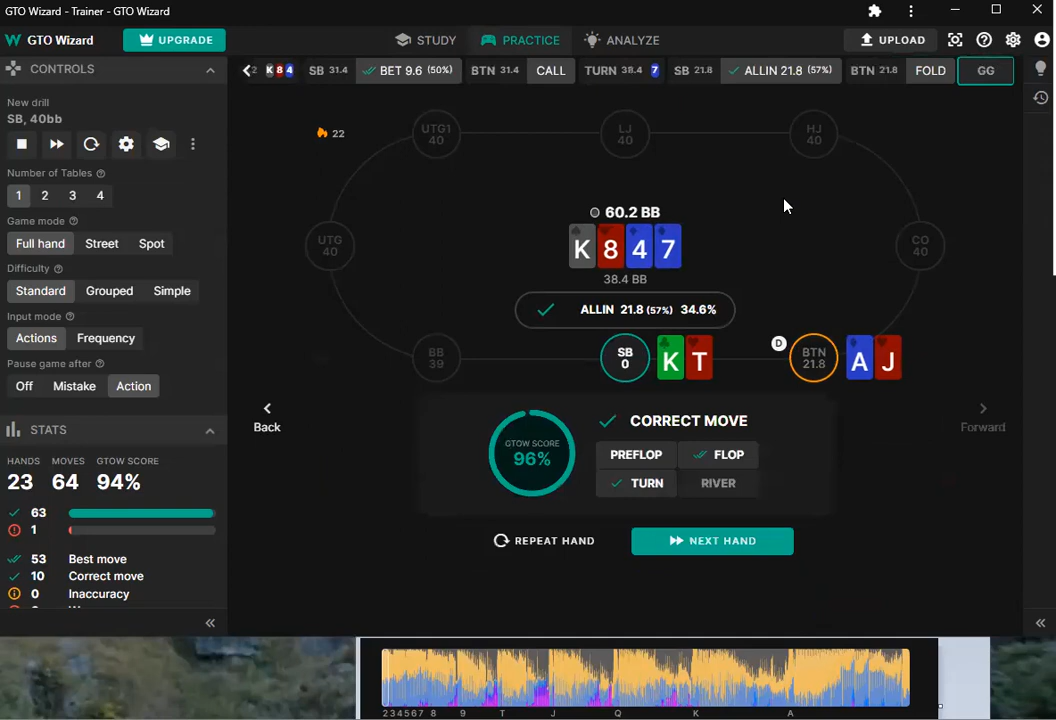 GTO Wizard - Trainer - GTO Wizard
W GTO Wizard UPGRADE STUDY PRACTICE ANALYZE UPLOAD
CONTROLS
2 K 8 4 SB 31.4 BET 9.6 (50%) BTN 31.4 CALL TURN 38.4 7 SB 21.8 ALLIN 21.8 (57%) BTN 21.8 FOLD GG
New drill
SB, 40bb
Number of Tables
1 2 3 4
Game mode
Full hand Street Spot
Difficulty
Standard Grouped Simple
Input mode
Actions Frequency
Pause game after
Off Mistake Action
STATS
HANDS MOVES GTOW SCORE
23 64 94%
63
1
53 Best move
10 Correct move
0 Inaccuracy
22
UTG1
40
LJ
40
HJ
40
UTG
40
CO
40
60.2 BB
K 8 4 7
38.4 BB
ALLIN 21.8 (57%) 34.6%
BB
39
SB
0
K T
D
BTN
21.8
A J
Back
Forward
GTOW SCORE
96%
CORRECT MOVE
PREFLOP FLOP
TURN RIVER
REPEAT HAND NEXT HAND
2 3 4 5 6 7 8 9 T J Q K A